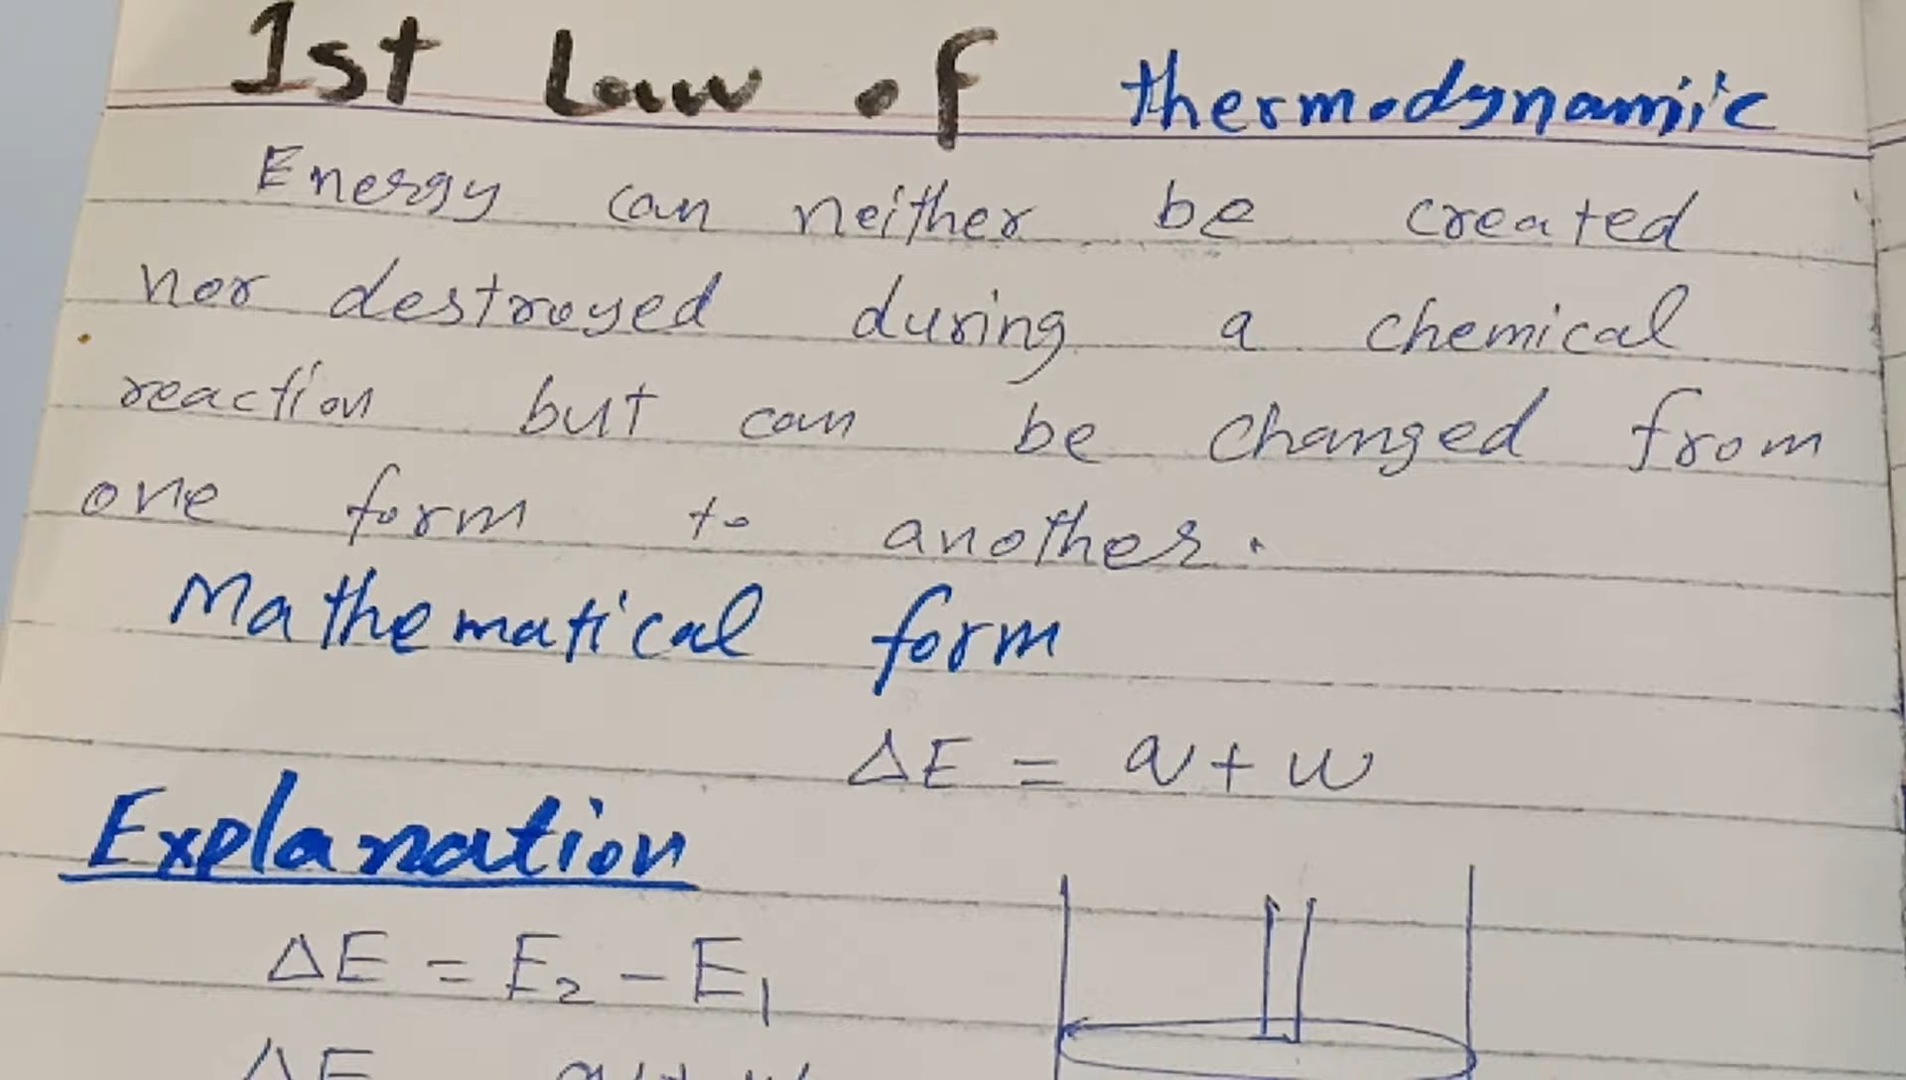 1st Law of thermodynamic
Energy can neither be created
nor destroyed during a chemical
reaction but can be changed from
one form to another.
Mathematical form
ΔE = q + w
Explanation
ΔE = E₂ - E₁
ΔE